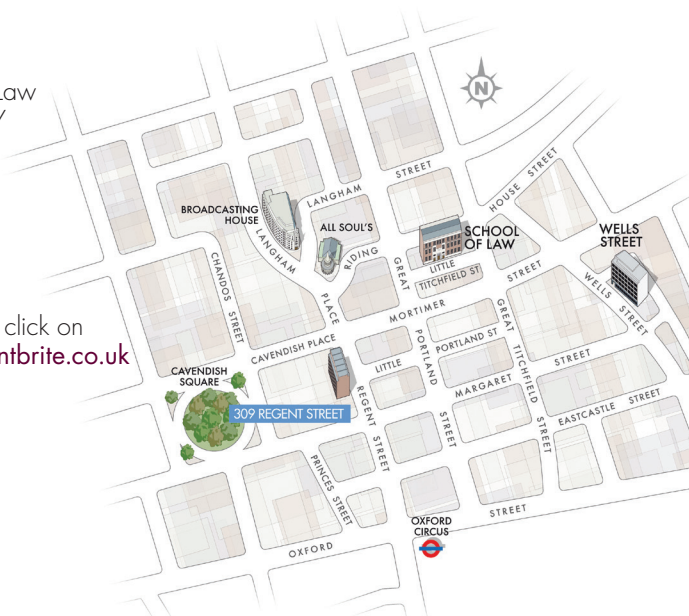 Law
y
click on
ntbrite.co.uk
N
STREET
LANGHAM
HOUSE STREET
BROADCASTING
HOUSE
ALL SOUL'S
SCHOOL
OF LAW
WELLS
STREET
LANGHAM
PLACE
RIDING
GREAT
PORTLAND
STREET
LITTLE
TITCHFIELD ST
STREET
MORTIMER
CHANDOS
STREET
WELLS
STREET
CAVENDISH PLACE
LITTLE
PORTLAND ST
GREAT
TITCHFIELD
STREET
MARGARET
STREET
CAVENDISH
SQUARE
309 REGENT STREET
REGENT
STREET
EASTCASTLE STREET
PRINCES STREET
OXFORD
STREET
OXFORD
CIRCUS